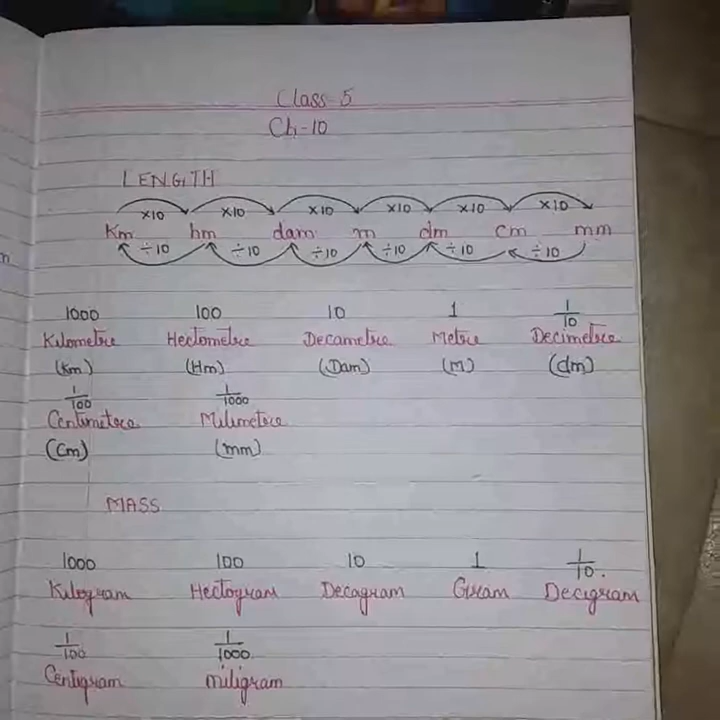 Class-5
Ch-10
LENGTH
×10 ×10 ×10 ×10 ×10 ×10
Km hm dam m dm cm mm
÷10 ÷10 ÷10 ÷10 ÷10 ÷10
1000 100 10 1 1/10
Kilometre Hectometre Decametre Metre Decimetre
(Km) (Hm) (Dam) (M) (dm)
1/100 1/1000
Centimetre Milimetre
(Cm) (mm)
MASS
1000 100 10 1 1/10.
Kilogram Hectogram Decagram Gram Decigram
1/100 1/1000
Centigram miligram